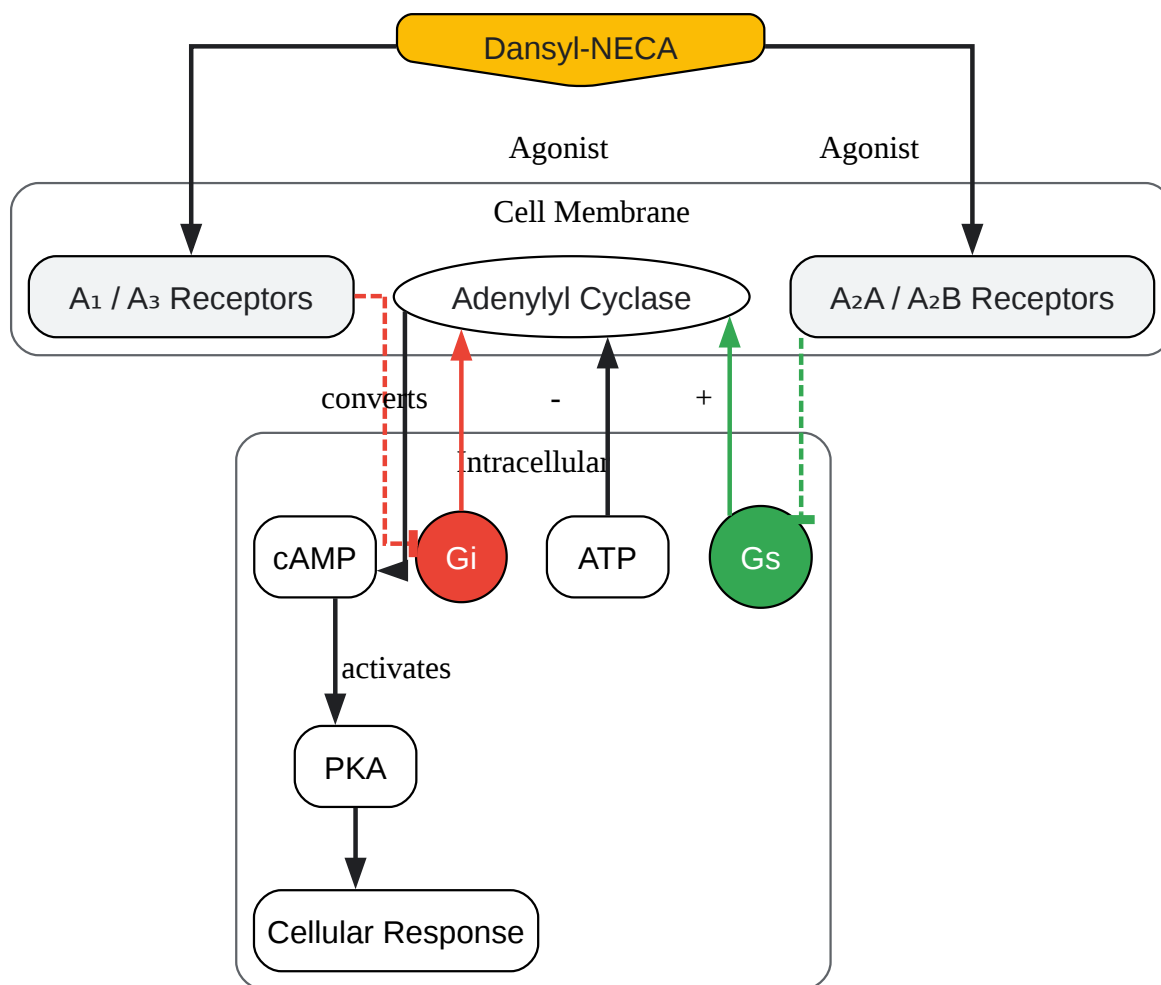 Dansyl-NECA
Agonist
Agonist
Cell Membrane
A₁ / A₃ Receptors
Adenylyl Cyclase
A₂A / A₂B Receptors
converts
-
+
Intracellular
cAMP
Gi
ATP
Gs
activates
PKA
Cellular Response